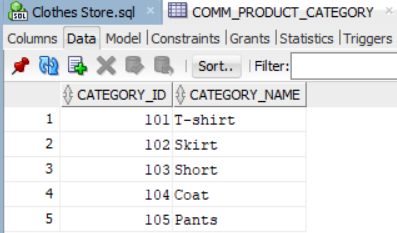 Clothes Store.sql COMM_PRODUCT_CATEGORY
Columns Data Model Constraints Grants Statistics Triggers
Sort.. Filter:
CATEGORY_ID CATEGORY_NAME
1 101 T-shirt
2 102 Skirt
3 103 Short
4 104 Coat
5 105 Pants